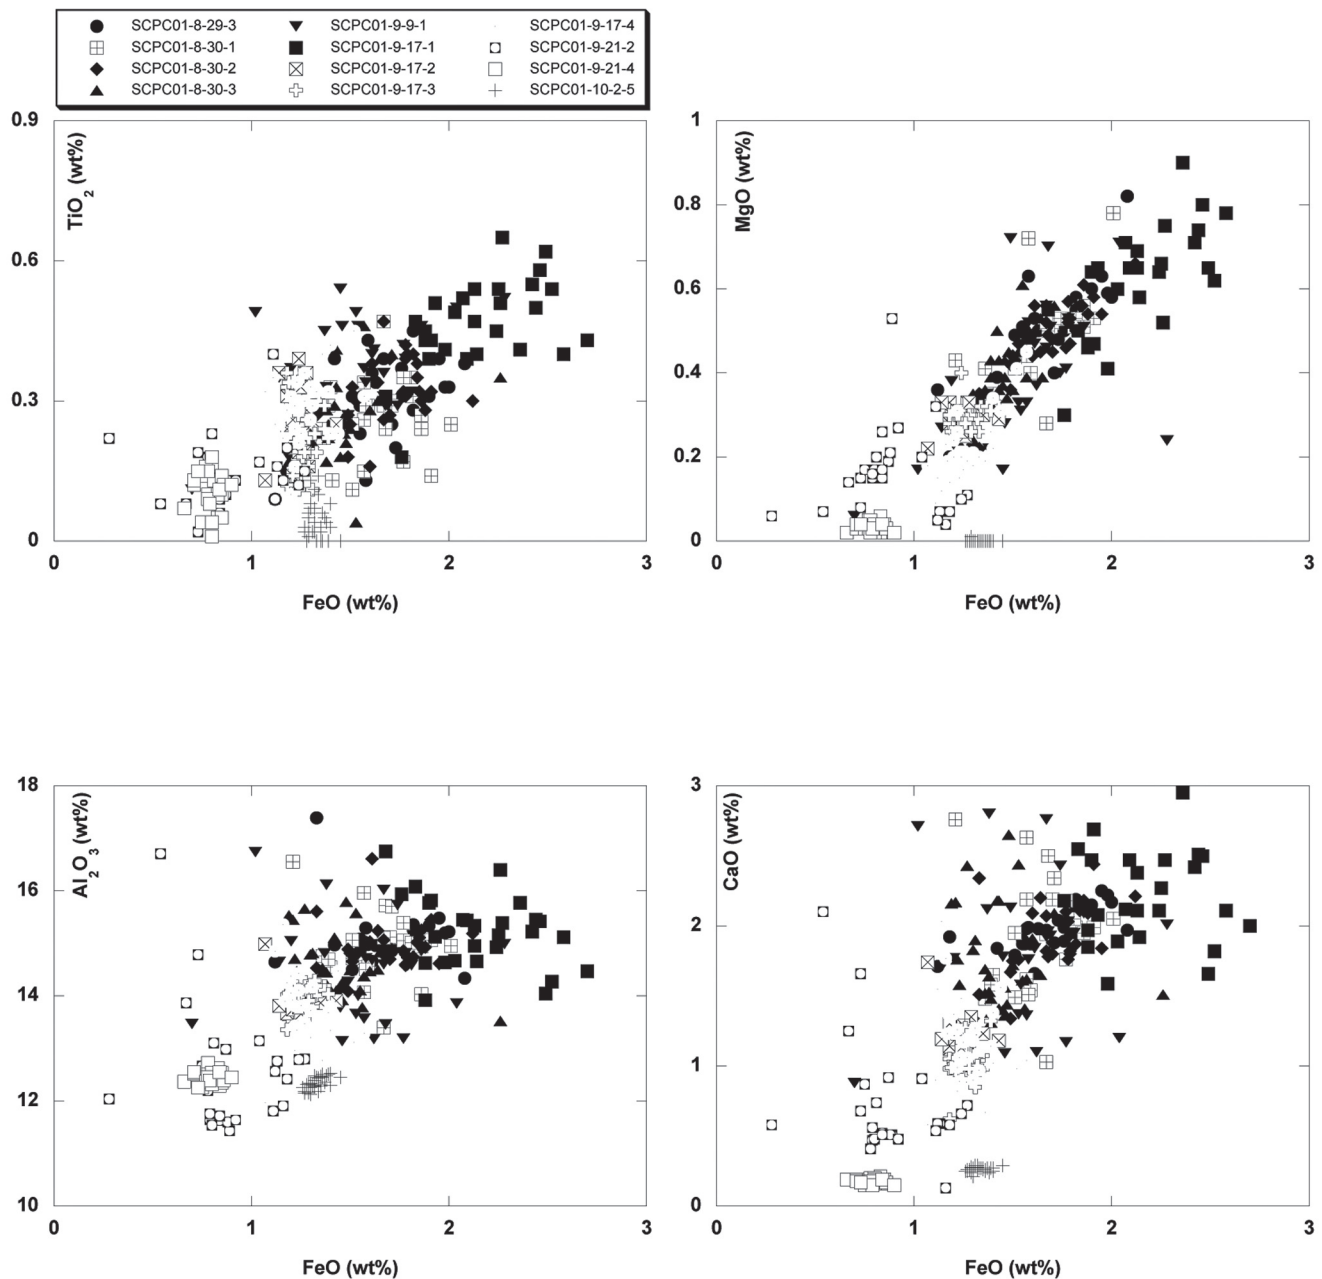 SCPC01-8-29-3 SCPC01-9-9-1 SCPC01-9-17-4
SCPC01-8-30-1 SCPC01-9-17-1 SCPC01-9-21-2
SCPC01-8-30-2 SCPC01-9-17-2 SCPC01-9-21-4
SCPC01-8-30-3 SCPC01-9-17-3 SCPC01-10-2-5
0.9
0.6
0.3
0
TiO2 (wt%)
0 1 2 3
FeO (wt%)
1
0.8
0.6
0.4
0.2
0
MgO (wt%)
0 1 2 3
FeO (wt%)
18
16
14
12
10
Al2O3 (wt%)
0 1 2 3
FeO (wt%)
3
2
1
0
CaO (wt%)
0 1 2 3
FeO (wt%)